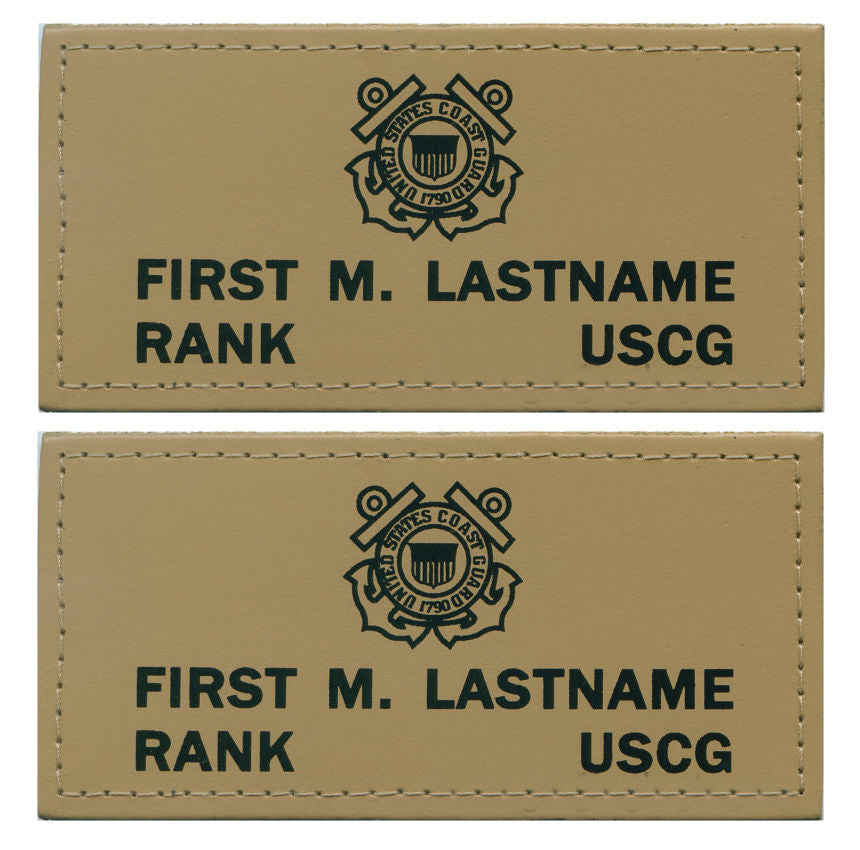 UNITED STATES COAST GUARD
1790
FIRST M. LASTNAME
RANK USCG
UNITED STATES COAST GUARD
1790
FIRST M. LASTNAME
RANK USCG